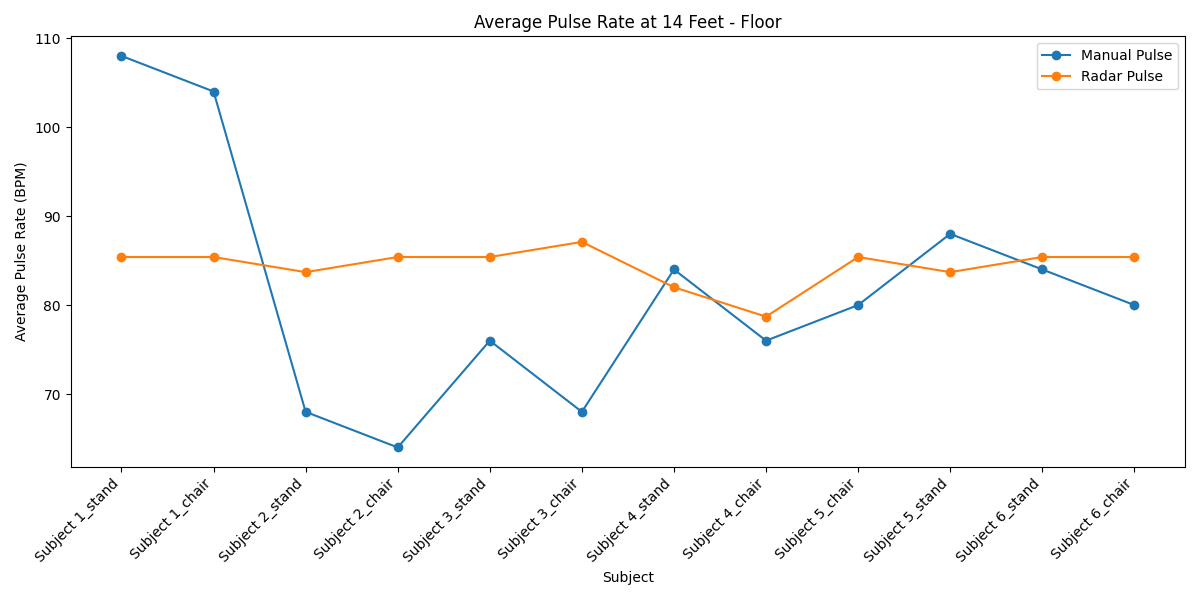 Average Pulse Rate at 14 Feet - Floor
Manual Pulse
Radar Pulse
Average Pulse Rate (BPM)
110
100
90
80
70
Subject 1_stand
Subject 1_chair
Subject 2_stand
Subject 2_chair
Subject 3_stand
Subject 3_chair
Subject 4_stand
Subject 4_chair
Subject 5_chair
Subject 5_stand
Subject 6_stand
Subject 6_chair
Subject